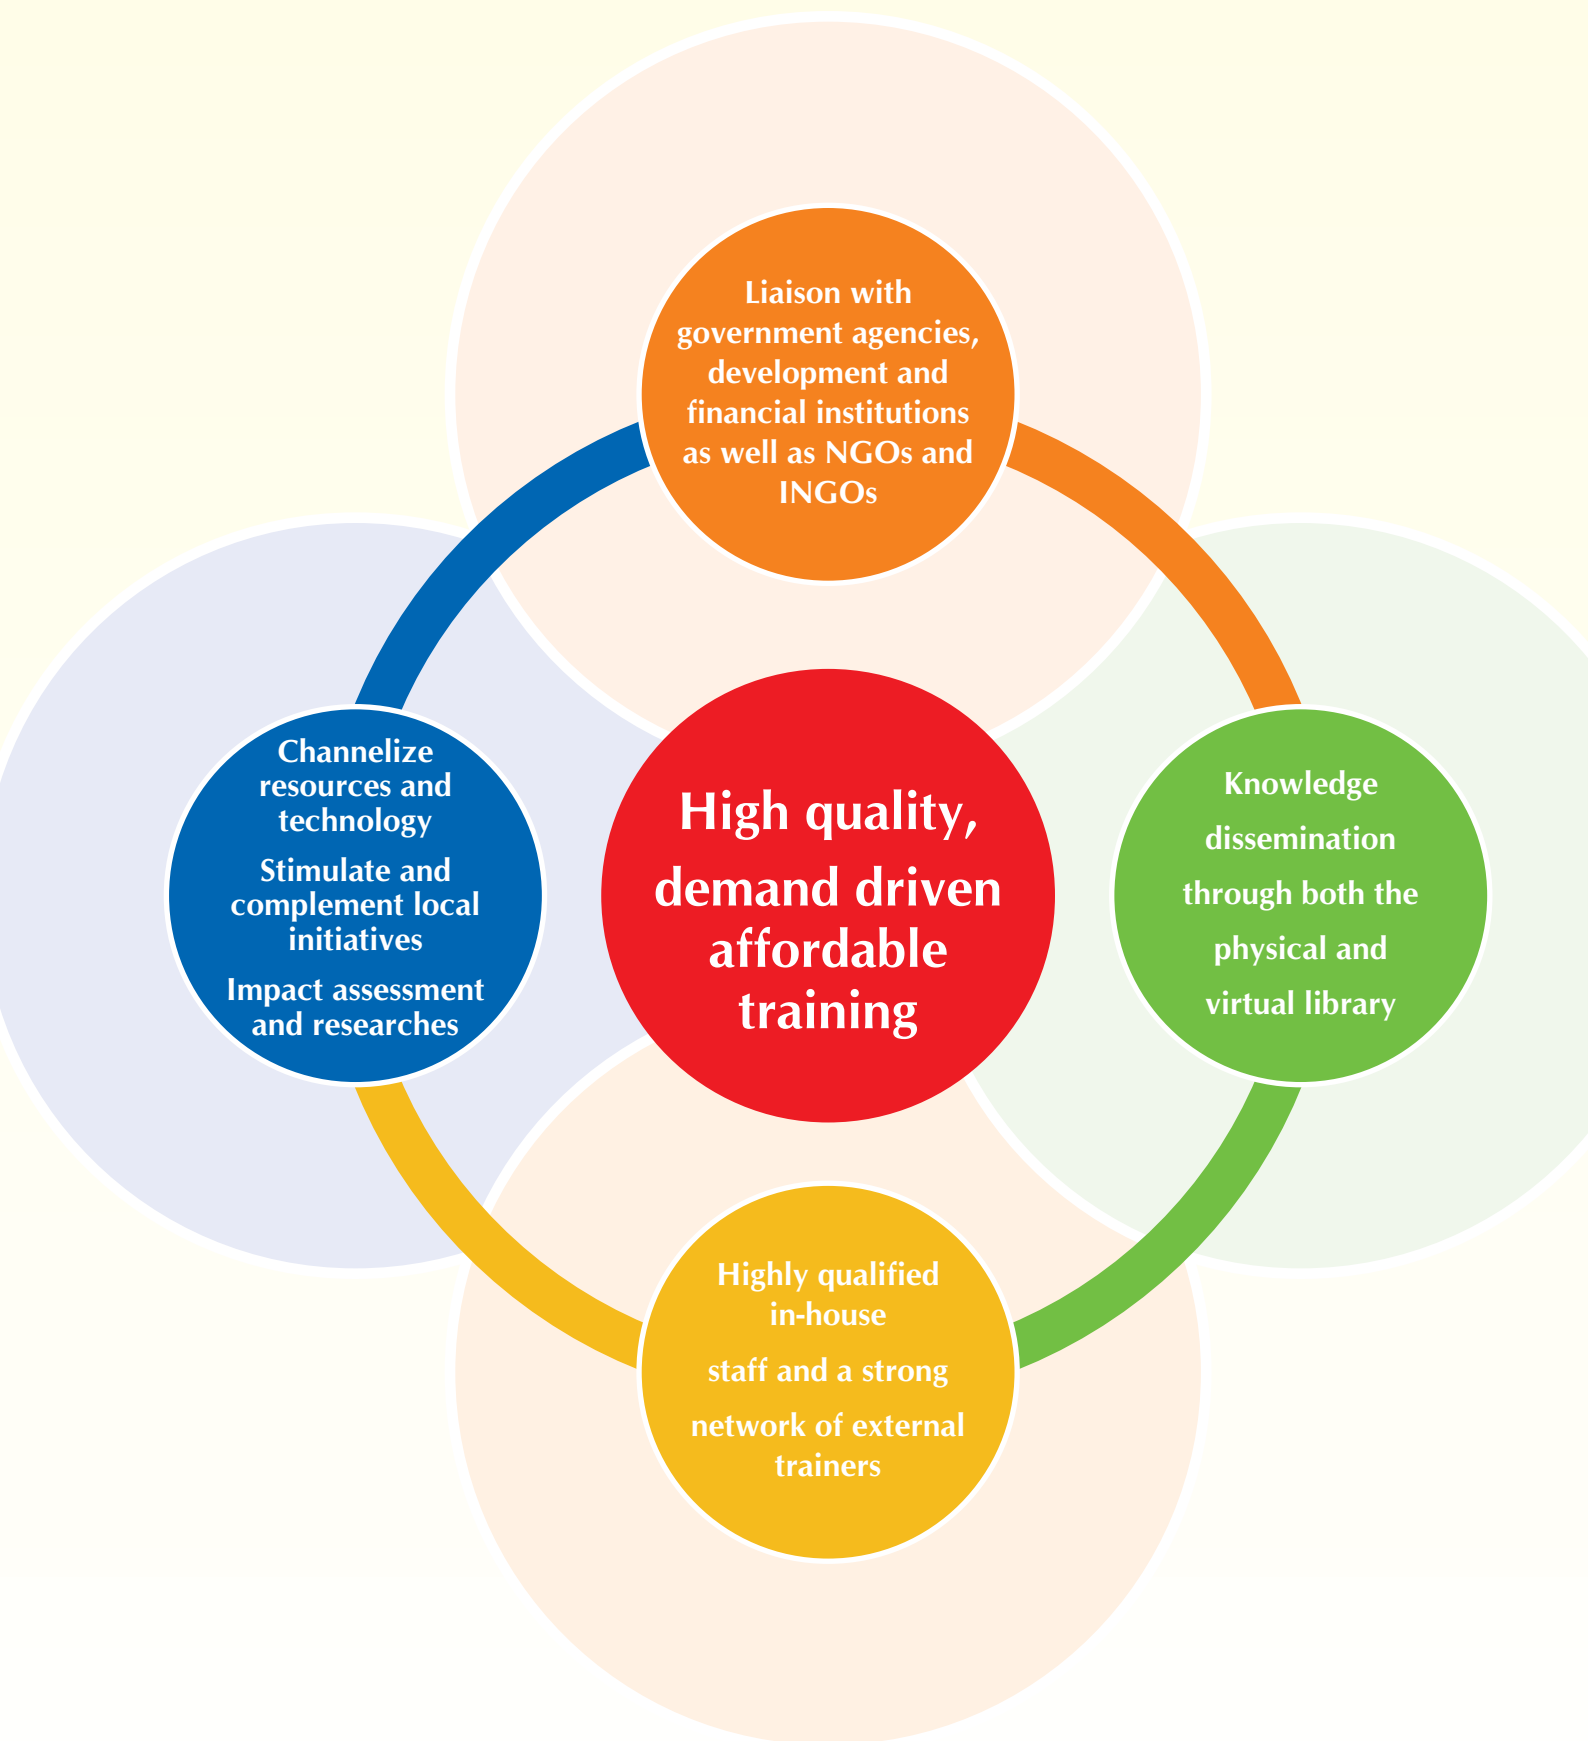 Liaison with
government agencies,
development and
financial institutions
as well as NGOs and
INGOs
Channelize
resources and
technology
Stimulate and
complement local
initiatives
Impact assessment
and researches
High quality,
demand driven
affordable
training
Knowledge
dissemination
through both the
physical and
virtual library
Highly qualified
in-house
staff and a strong
network of external
trainers